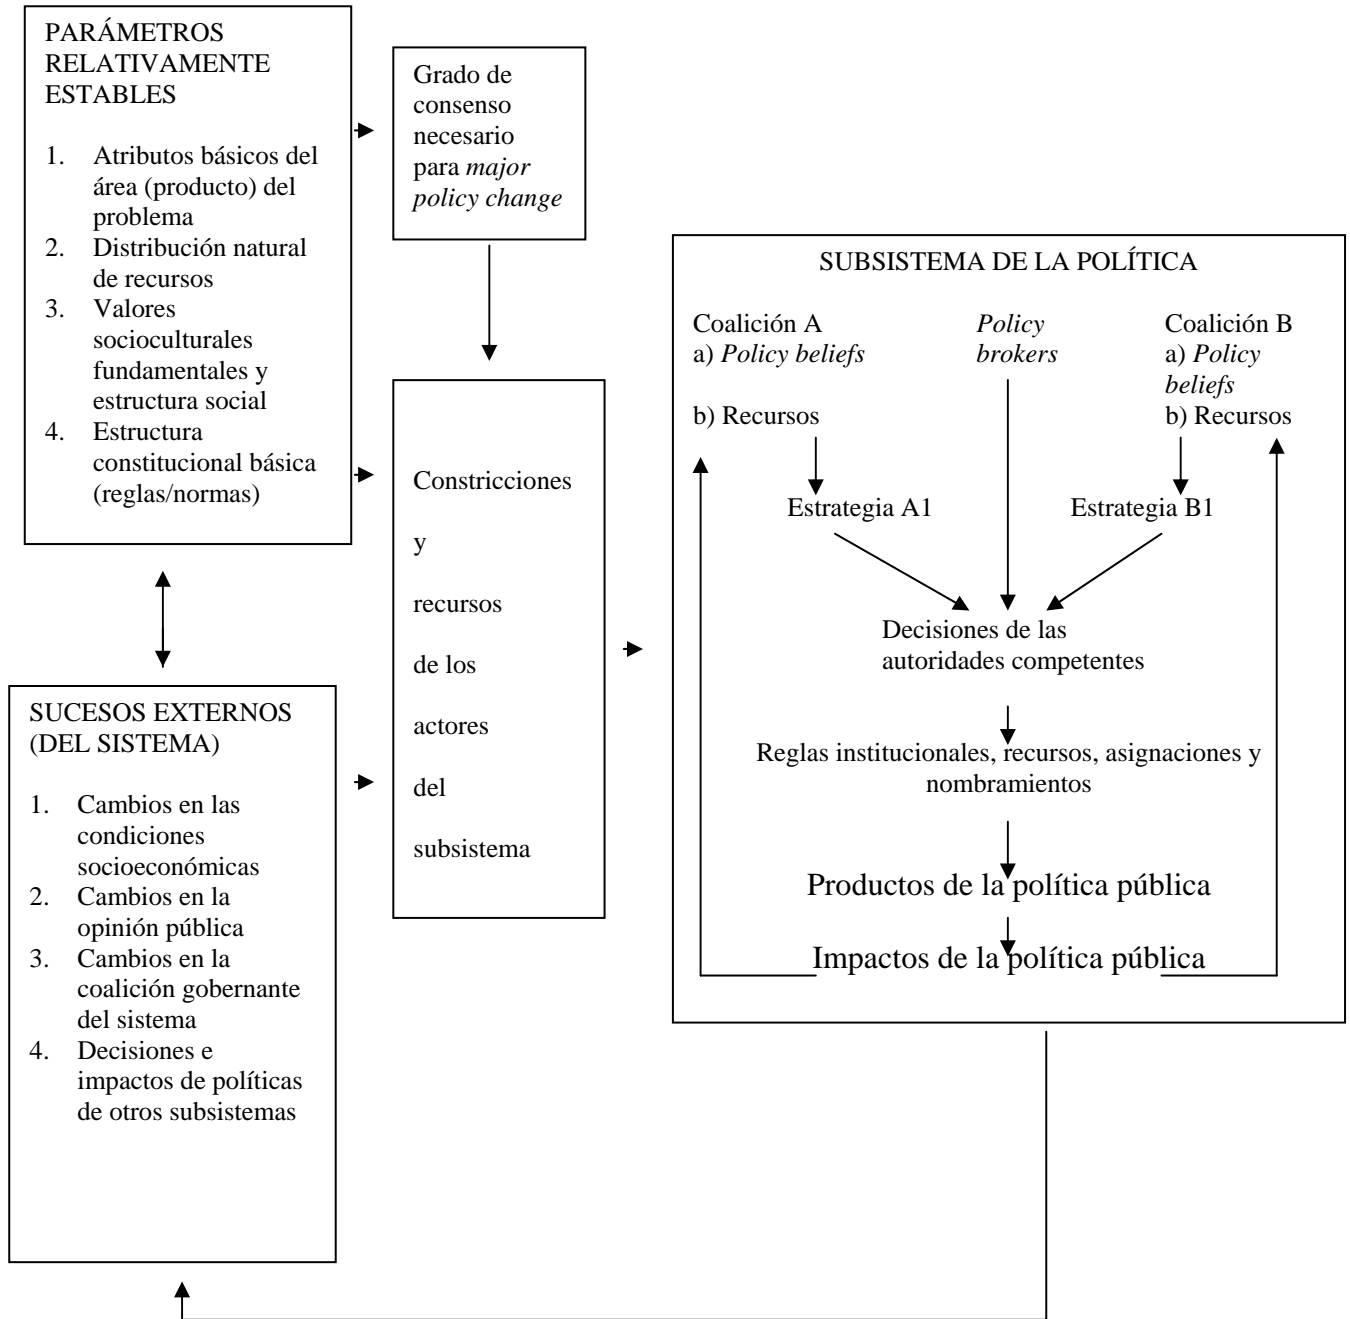 PARÁMETROS
RELATIVAMENTE
ESTABLES
1. Atributos básicos del
área (producto) del
problema
2. Distribución natural
de recursos
3. Valores
socioculturales
fundamentales y
estructura social
4. Estructura
constitucional básica
(reglas/normas)
Grado de
consenso
necesario
para major
policy change
SUCESOS EXTERNOS
(DEL SISTEMA)
1. Cambios en las
condiciones
socioeconómicas
2. Cambios en la
opinión pública
3. Cambios en la
coalición gobernante
del sistema
4. Decisiones e
impactos de políticas
de otros subsistemas
Constricciones
y
recursos
de los
actores
del
subsistema
SUBSISTEMA DE LA POLÍTICA
Coalición A
a) Policy beliefs
b) Recursos
Policy
brokers
Coalición B
a) Policy
beliefs
b) Recursos
Estrategia A1
Estrategia B1
Decisiones de las
autoridades competentes
Reglas institucionales, recursos, asignaciones y
nombramientos
Productos de la política pública
Impactos de la política pública